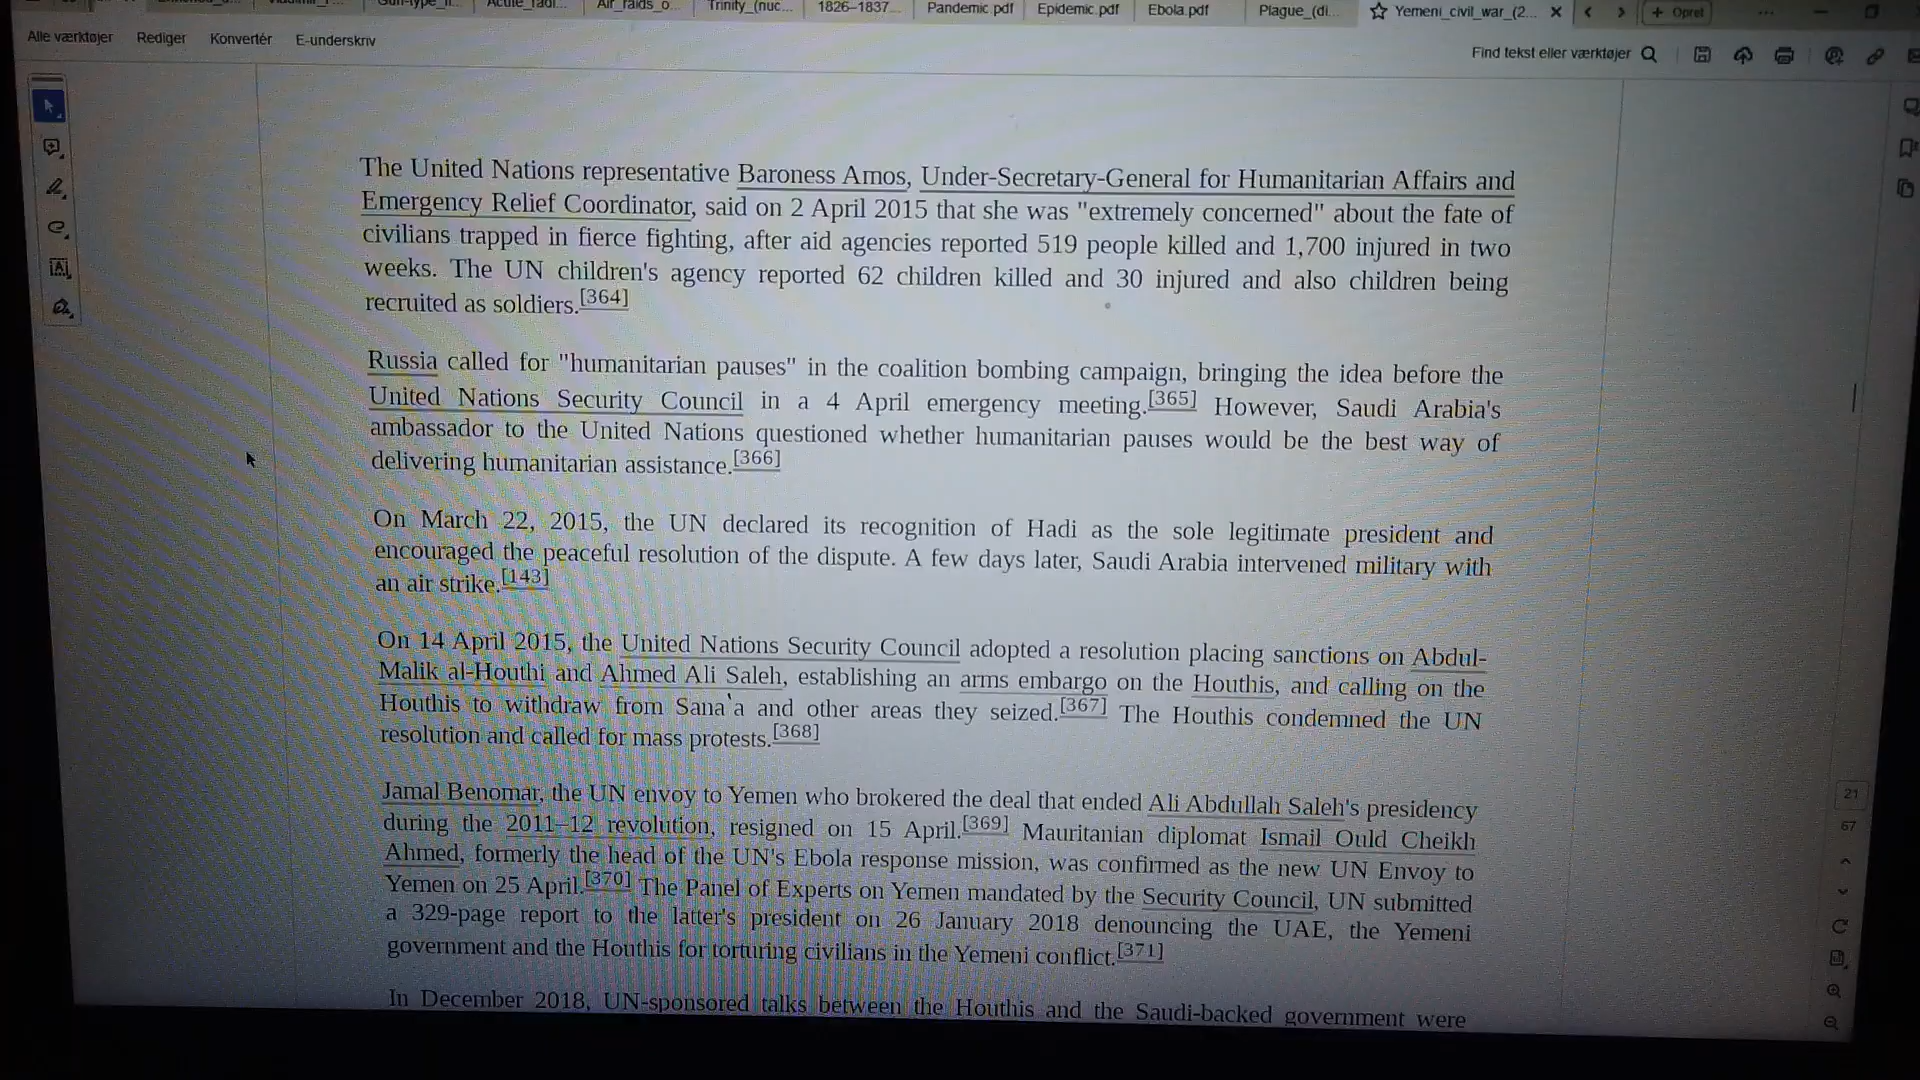 Air_raids_o...
Trinity_(nuc...
1826–1837...
Pandemic.pdf
Epidemic.pdf
Ebola.pdf
Plague_(di...
Yemeni_civil_war_(2...
Opret
Alle værktøjer
Rediger
Konvertér
E-underskriv
Find tekst eller værktøjer
The United Nations representative Baroness Amos, Under-Secretary-General for Humanitarian Affairs and
Emergency Relief Coordinator, said on 2 April 2015 that she was "extremely concerned" about the fate of
civilians trapped in fierce fighting, after aid agencies reported 519 people killed and 1,700 injured in two
weeks. The UN children's agency reported 62 children killed and 30 injured and also children being
recruited as soldiers.[364]
Russia called for "humanitarian pauses" in the coalition bombing campaign, bringing the idea before the
United Nations Security Council in a 4 April emergency meeting.[365] However, Saudi Arabia's
ambassador to the United Nations questioned whether humanitarian pauses would be the best way of
delivering humanitarian assistance.[366]
On March 22, 2015, the UN declared its recognition of Hadi as the sole legitimate president and
encouraged the peaceful resolution of the dispute. A few days later, Saudi Arabia intervened military with
an air strike.[143]
On 14 April 2015, the United Nations Security Council adopted a resolution placing sanctions on Abdul-
Malik al-Houthi and Ahmed Ali Saleh, establishing an arms embargo on the Houthis, and calling on the
Houthis to withdraw from Sanaʽa and other areas they seized.[367] The Houthis condemned the UN
resolution and called for mass protests.[368]
Jamal Benomar, the UN envoy to Yemen who brokered the deal that ended Ali Abdullah Saleh's presidency
during the 2011–12 revolution, resigned on 15 April.[369] Mauritanian diplomat Ismail Ould Cheikh
Ahmed, formerly the head of the UN's Ebola response mission, was confirmed as the new UN Envoy to
Yemen on 25 April.[370] The Panel of Experts on Yemen mandated by the Security Council, UN submitted
a 329-page report to the latter's president on 26 January 2018 denouncing the UAE, the Yemeni
government and the Houthis for torturing civilians in the Yemeni conflict.[371]
In December 2018, UN-sponsored talks between the Houthis and the Saudi-backed government were
21
67